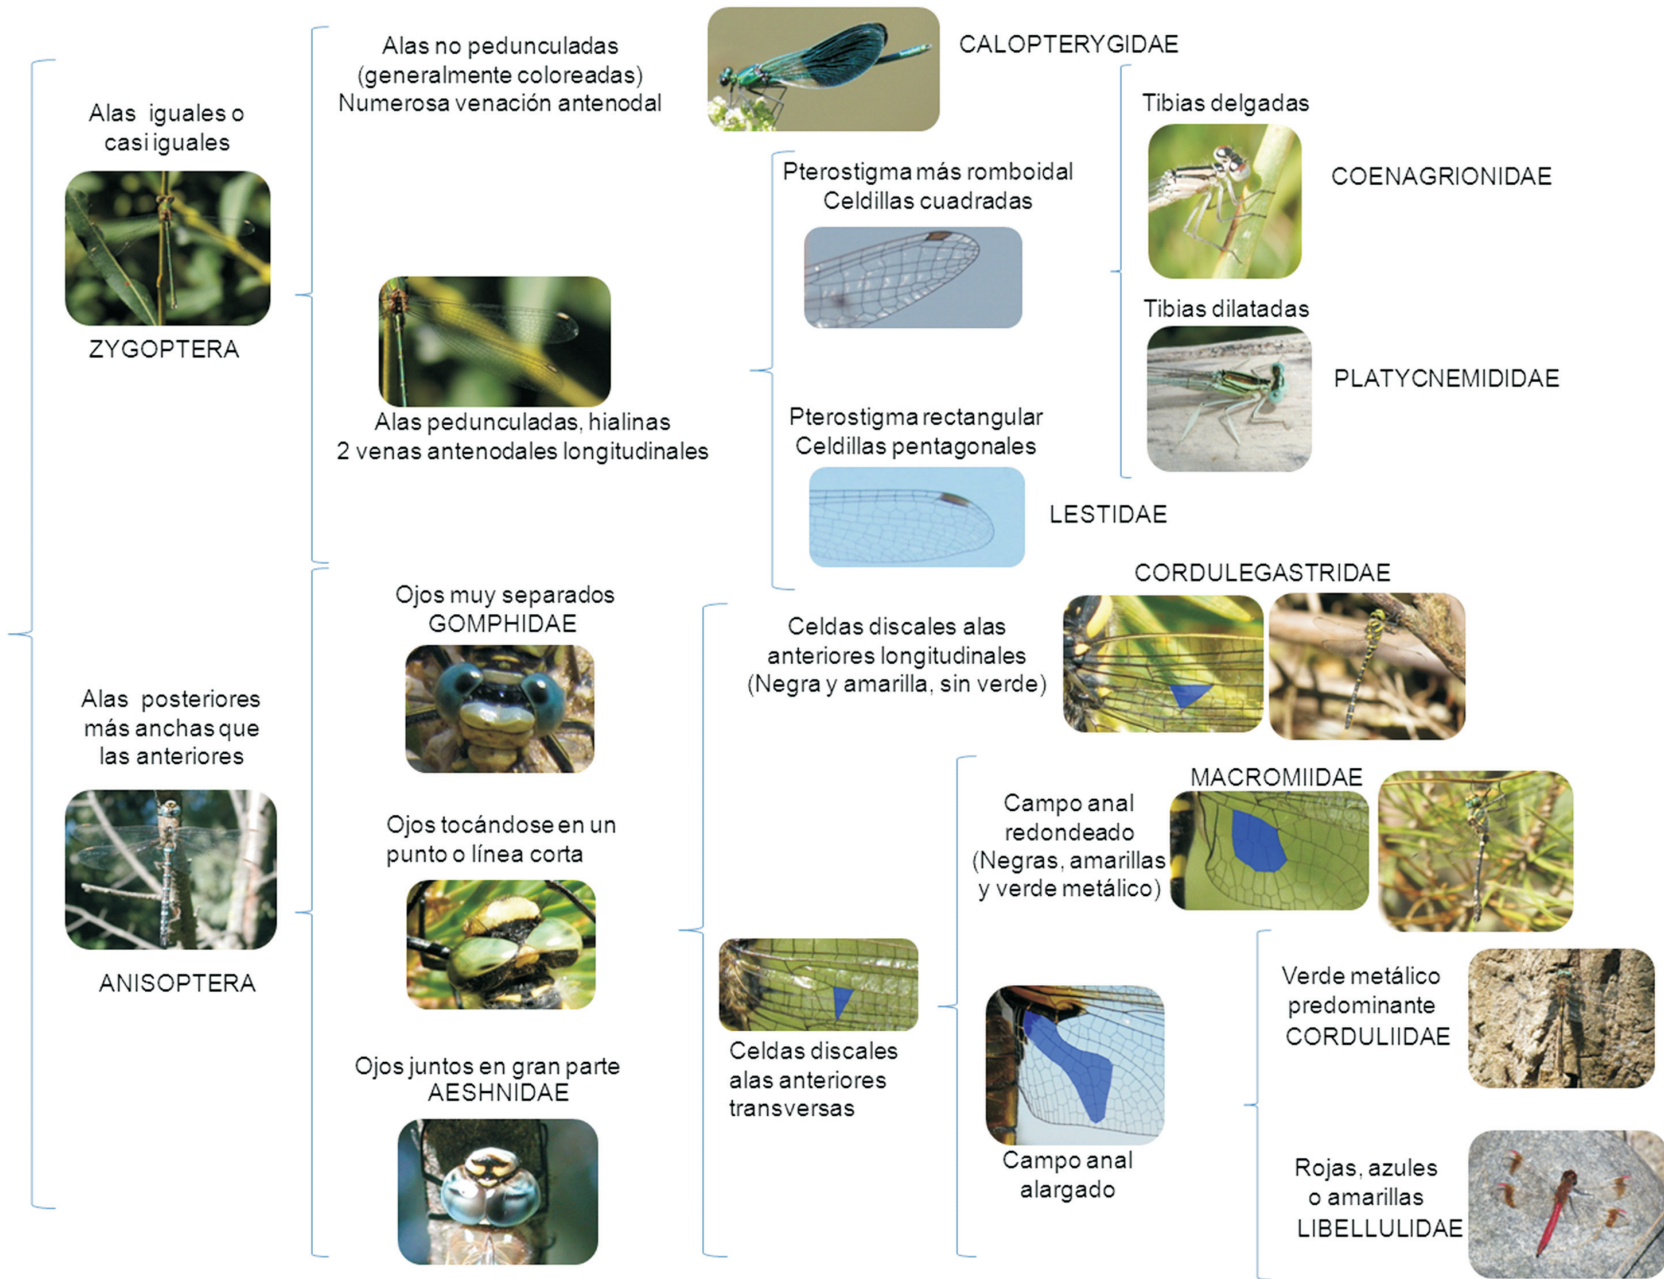 Alas iguales o
casi iguales
ZYGOPTERA
Alas no pedunculadas
(generalmente coloreadas)
Numerosa venación antenodal
CALOPTERYGIDAE
Alas pedunculadas, hialinas
2 venas antenodales longitudinales
Pterostigma más romboidal
Celdillas cuadradas
Tibias delgadas
COENAGRIONIDAE
Tibias dilatadas
PLATYCNEMIDIDAE
Pterostigma rectangular
Celdillas pentagonales
LESTIDAE
Alas posteriores
más anchas que
las anteriores
ANISOPTERA
Ojos muy separados
GOMPHIDAE
Ojos tocándose en un
punto o línea corta
Ojos juntos en gran parte
AESHNIDAE
Celdas discales alas
anteriores longitudinales
(Negra y amarilla, sin verde)
CORDULEGASTRIDAE
Celdas discales
alas anteriores
transversas
Campo anal
redondeado
(Negras, amarillas
y verde metálico)
MACROMIIDAE
Campo anal
alargado
Verde metálico
predominante
CORDULIIDAE
Rojas, azules
o amarillas
LIBELLULIDAE